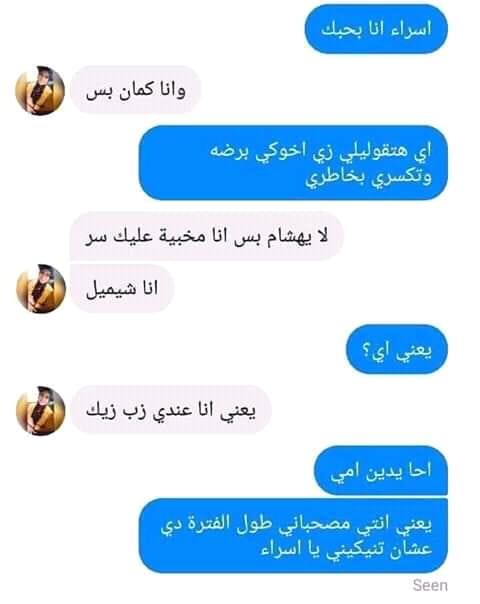 اسراء انا بحبك
وانا كمان بس
اي هتقوليلي زي اخوكي برضه
وتكسري بخاطري
لا يهشام بس انا مخبية عليك سر
انا شيميل
يعني اي؟
يعني انا عندي زب زيك
احا يدين امي
يعني انتي مصحباني طول الفترة دي
عشان تنيكيني يا اسراء
Seen